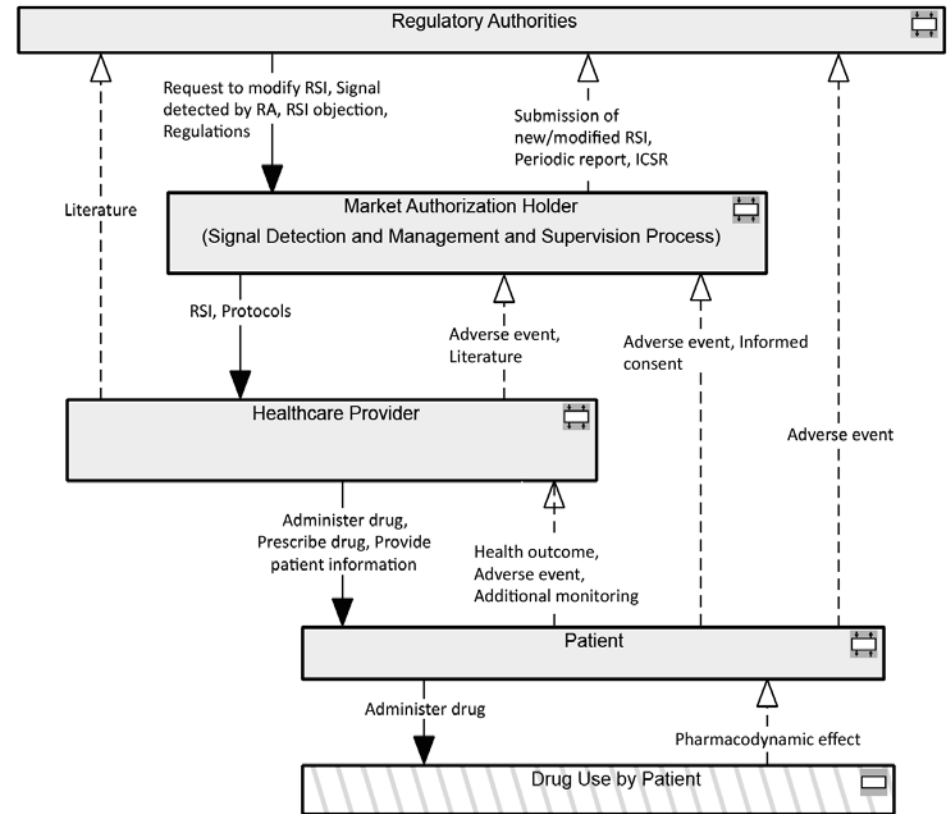 Regulatory Authorities
Request to modify RSI, Signal
detected by RA, RSI objection,
Regulations
Submission of
new/modified RSI,
Periodic report, ICSR
Literature
Market Authorization Holder
(Signal Detection and Management and Supervision Process)
RSI, Protocols
Adverse event,
Literature
Adverse event, Informed
consent
Adverse event
Healthcare Provider
Administer drug,
Prescribe drug, Provide
patient information
Health outcome,
Adverse event,
Additional monitoring
Patient
Administer drug
Pharmacodynamic effect
Drug Use by Patient